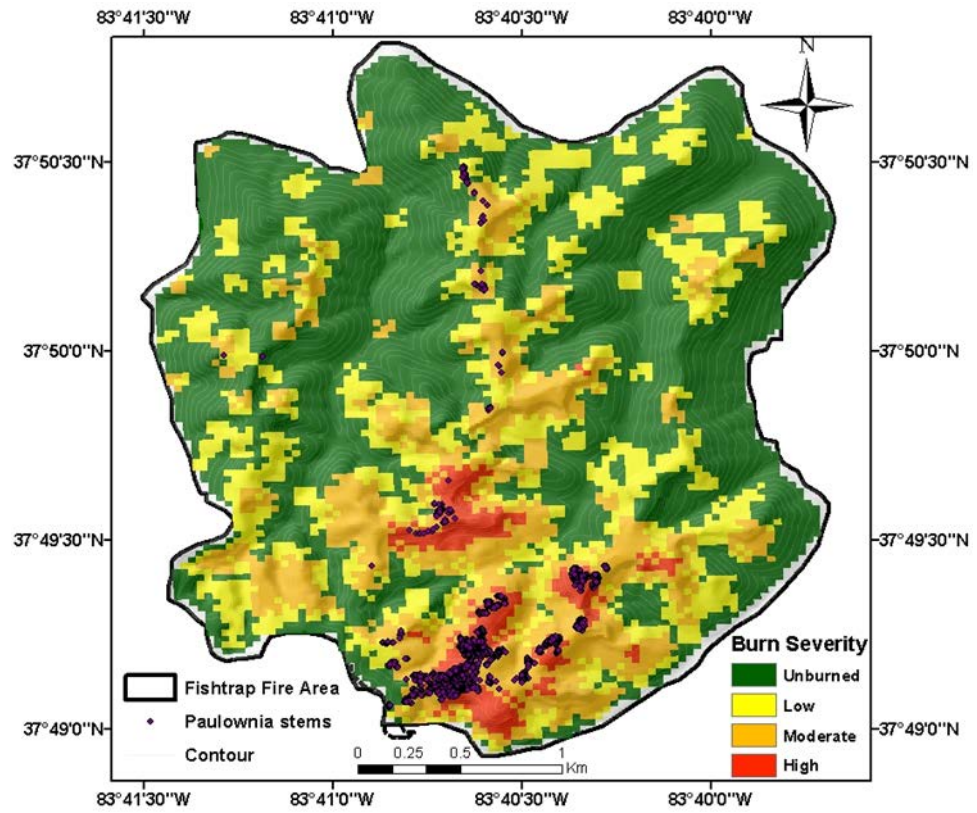 83°41'30"W 83°41'0"W 83°40'30"W 83°40'0"W
N
37°50'30"N 37°50'30"N
37°50'0"N 37°50'0"N
37°49'30"N 37°49'30"N
37°49'0"N 37°49'0"N
Fishtrap Fire Area
Paulownia stems
Contour
0 0.25 0.5 1
Km
Burn Severity
Unburned
Low
Moderate
High
83°41'30"W 83°41'0"W 83°40'30"W 83°40'0"W